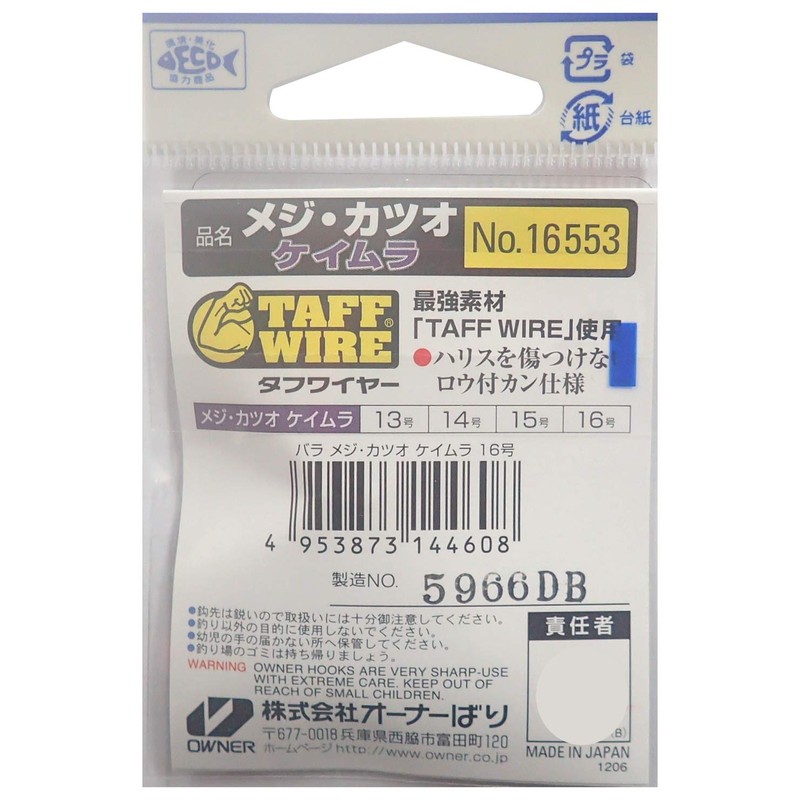 環境・美化
ECO
協力商品
プラ 袋
紙 台紙
品名 メジ・カツオ
ケイムラ
No.16553
TAFF®
WIRE
タフワイヤー
最強素材
「TAFF WIRE」使用
●ハリスを傷つけな
ロウ付カン仕様
メジ・カツオ ケイムラ 13号 14号 15号 16号
バラ メジ・カツオ ケイムラ 16号
4 953873 144608
製造NO. 5966DB
●鈎先は鋭いので取扱いには十分御注意してください。
●釣り以外の目的に使用しないでください。
●幼児の手の届かない所へ保管してください。
●釣り場のゴミは持ち帰りましょう。
WARNING OWNER HOOKS ARE VERY SHARP-USE
WITH EXTREME CARE. KEEP OUT OF
REACH OF SMALL CHILDREN.
責任者
(B)
OWNER
株式会社オーナーばり
〒677-0018 兵庫県西脇市富田町120
ホームページ http://www.owner.co.jp
MADE IN JAPAN
1206